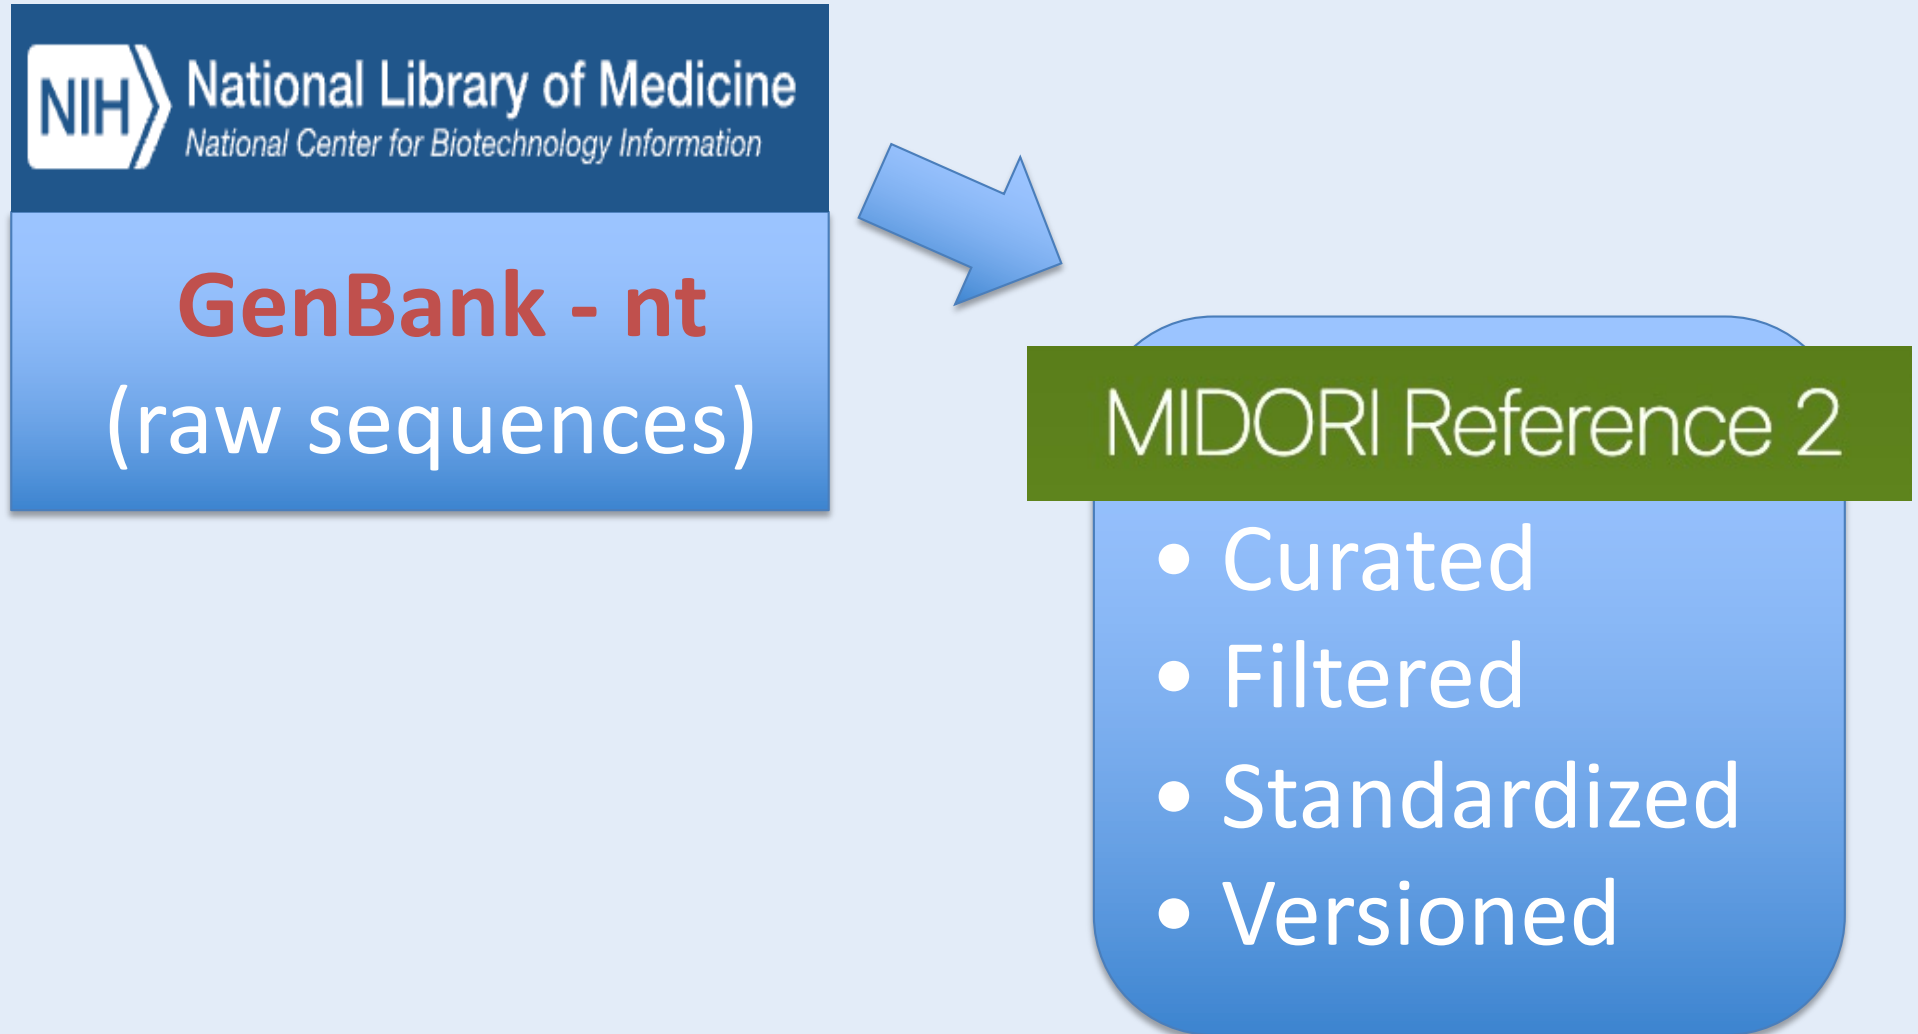 NIH National Library of Medicine
National Center for Biotechnology Information
GenBank - nt
(raw sequences)
MIDORI Reference 2
• Curated
• Filtered
• Standardized
• Versioned